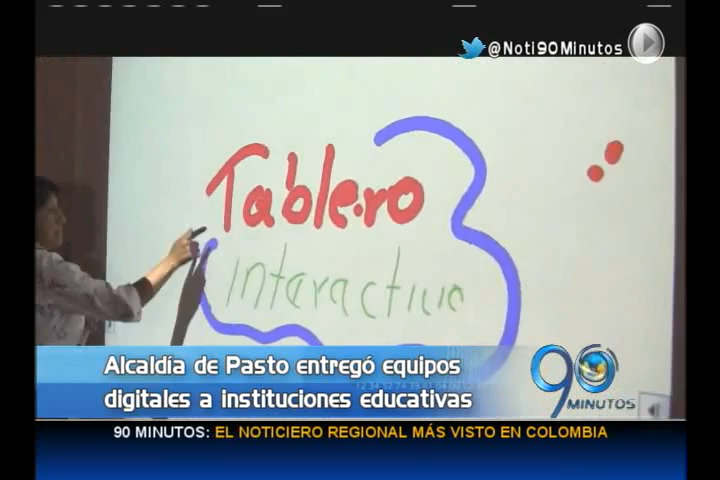 @Noti90Minutos
Tablero
interactivo
Alcaldía de Pasto entregó equipos
digitales a instituciones educativas
90
MINUTOS
90 MINUTOS: EL NOTICIERO REGIONAL MÁS VISTO EN COLOMBIA